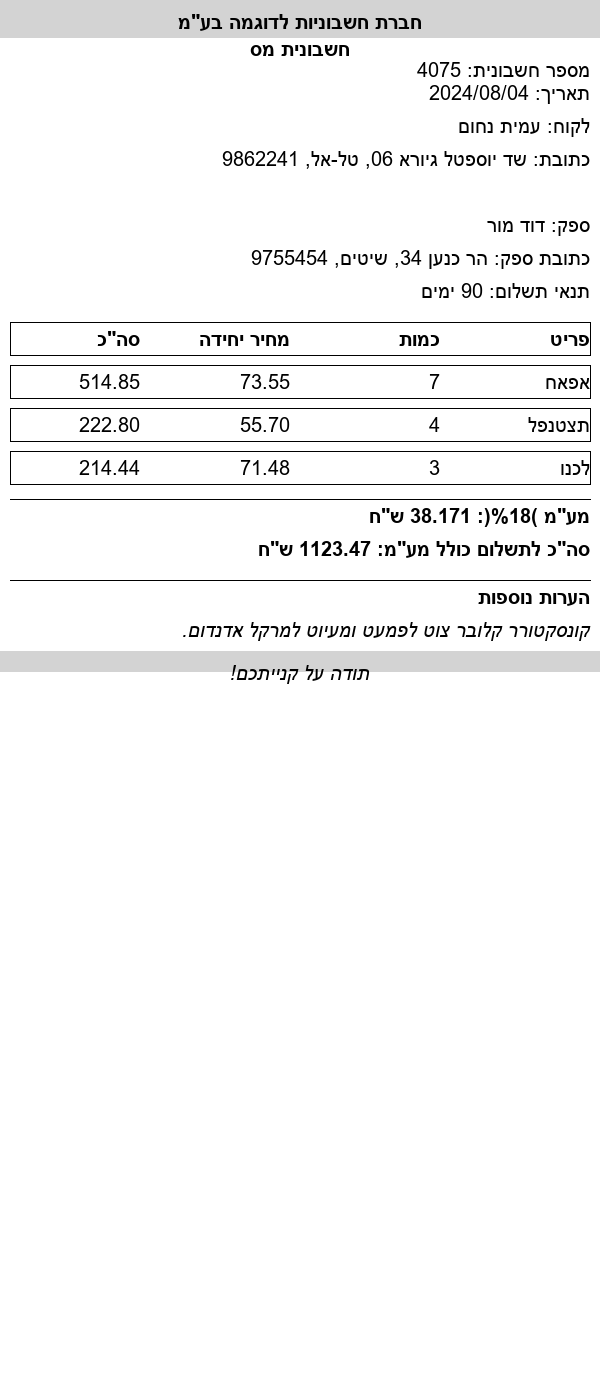 חברת חשבוניות לדוגמה בע"מ
חשבונית מס
מספר חשבונית: 4075
תאריך: 2024/08/04
לקוח: עמית נחום
כתובת: שד יוספטל גיורא 06, טל-אל, 9862241
ספק: דוד מור
כתובת ספק: הר כנען 34, שיטים, 9755454
תנאי תשלום: 90 ימים
פריט כמות מחיר יחידה סה"כ
אפאח 7 73.55 514.85
תצטנפל 4 55.70 222.80
לכנו 3 71.48 214.44
מע"מ )18%(: 38.171 ש"ח
סה"כ לתשלום כולל מע"מ: 1123.47 ש"ח
הערות נוספות
קונסקטורר קלובר צוט לפמעט ומעיוט למרקל אדנדום.
תודה על קנייתכם!